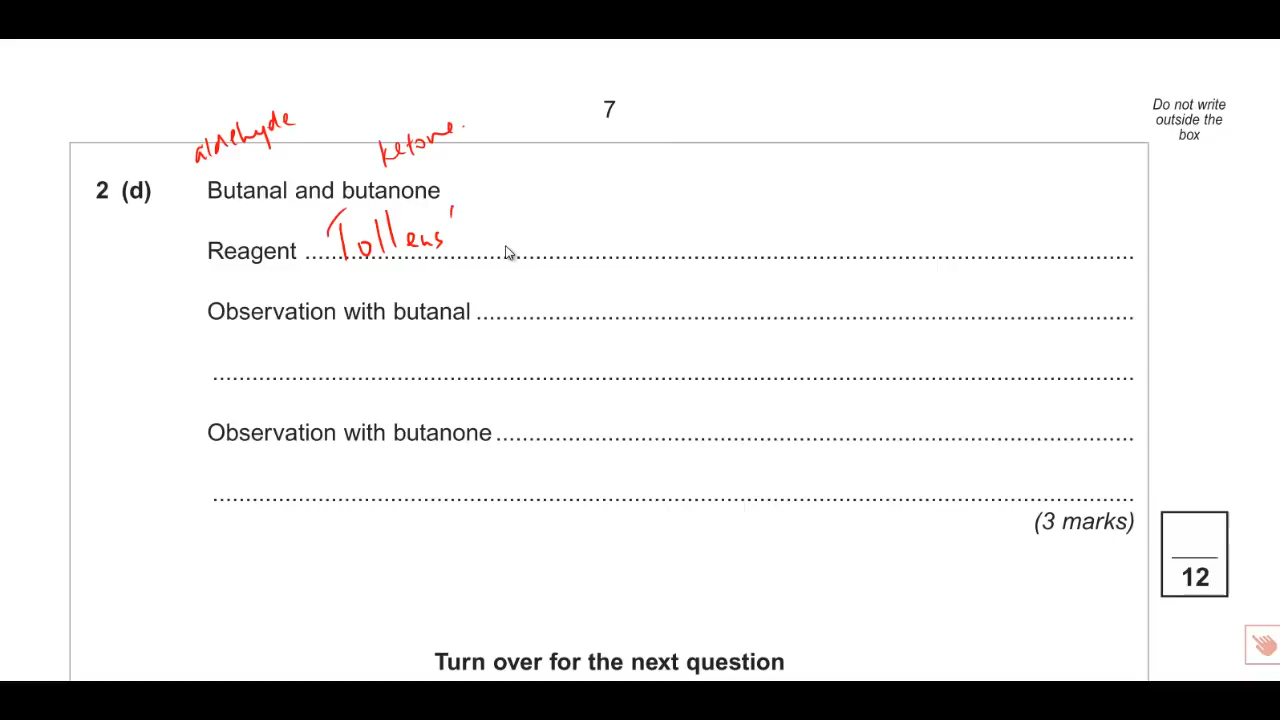 7
Do not write
outside the
box
aldehyde ketone.
2 (d) Butanal and butanone
Reagent Tollens'
Observation with butanal
Observation with butanone
(3 marks)
12
Turn over for the next question